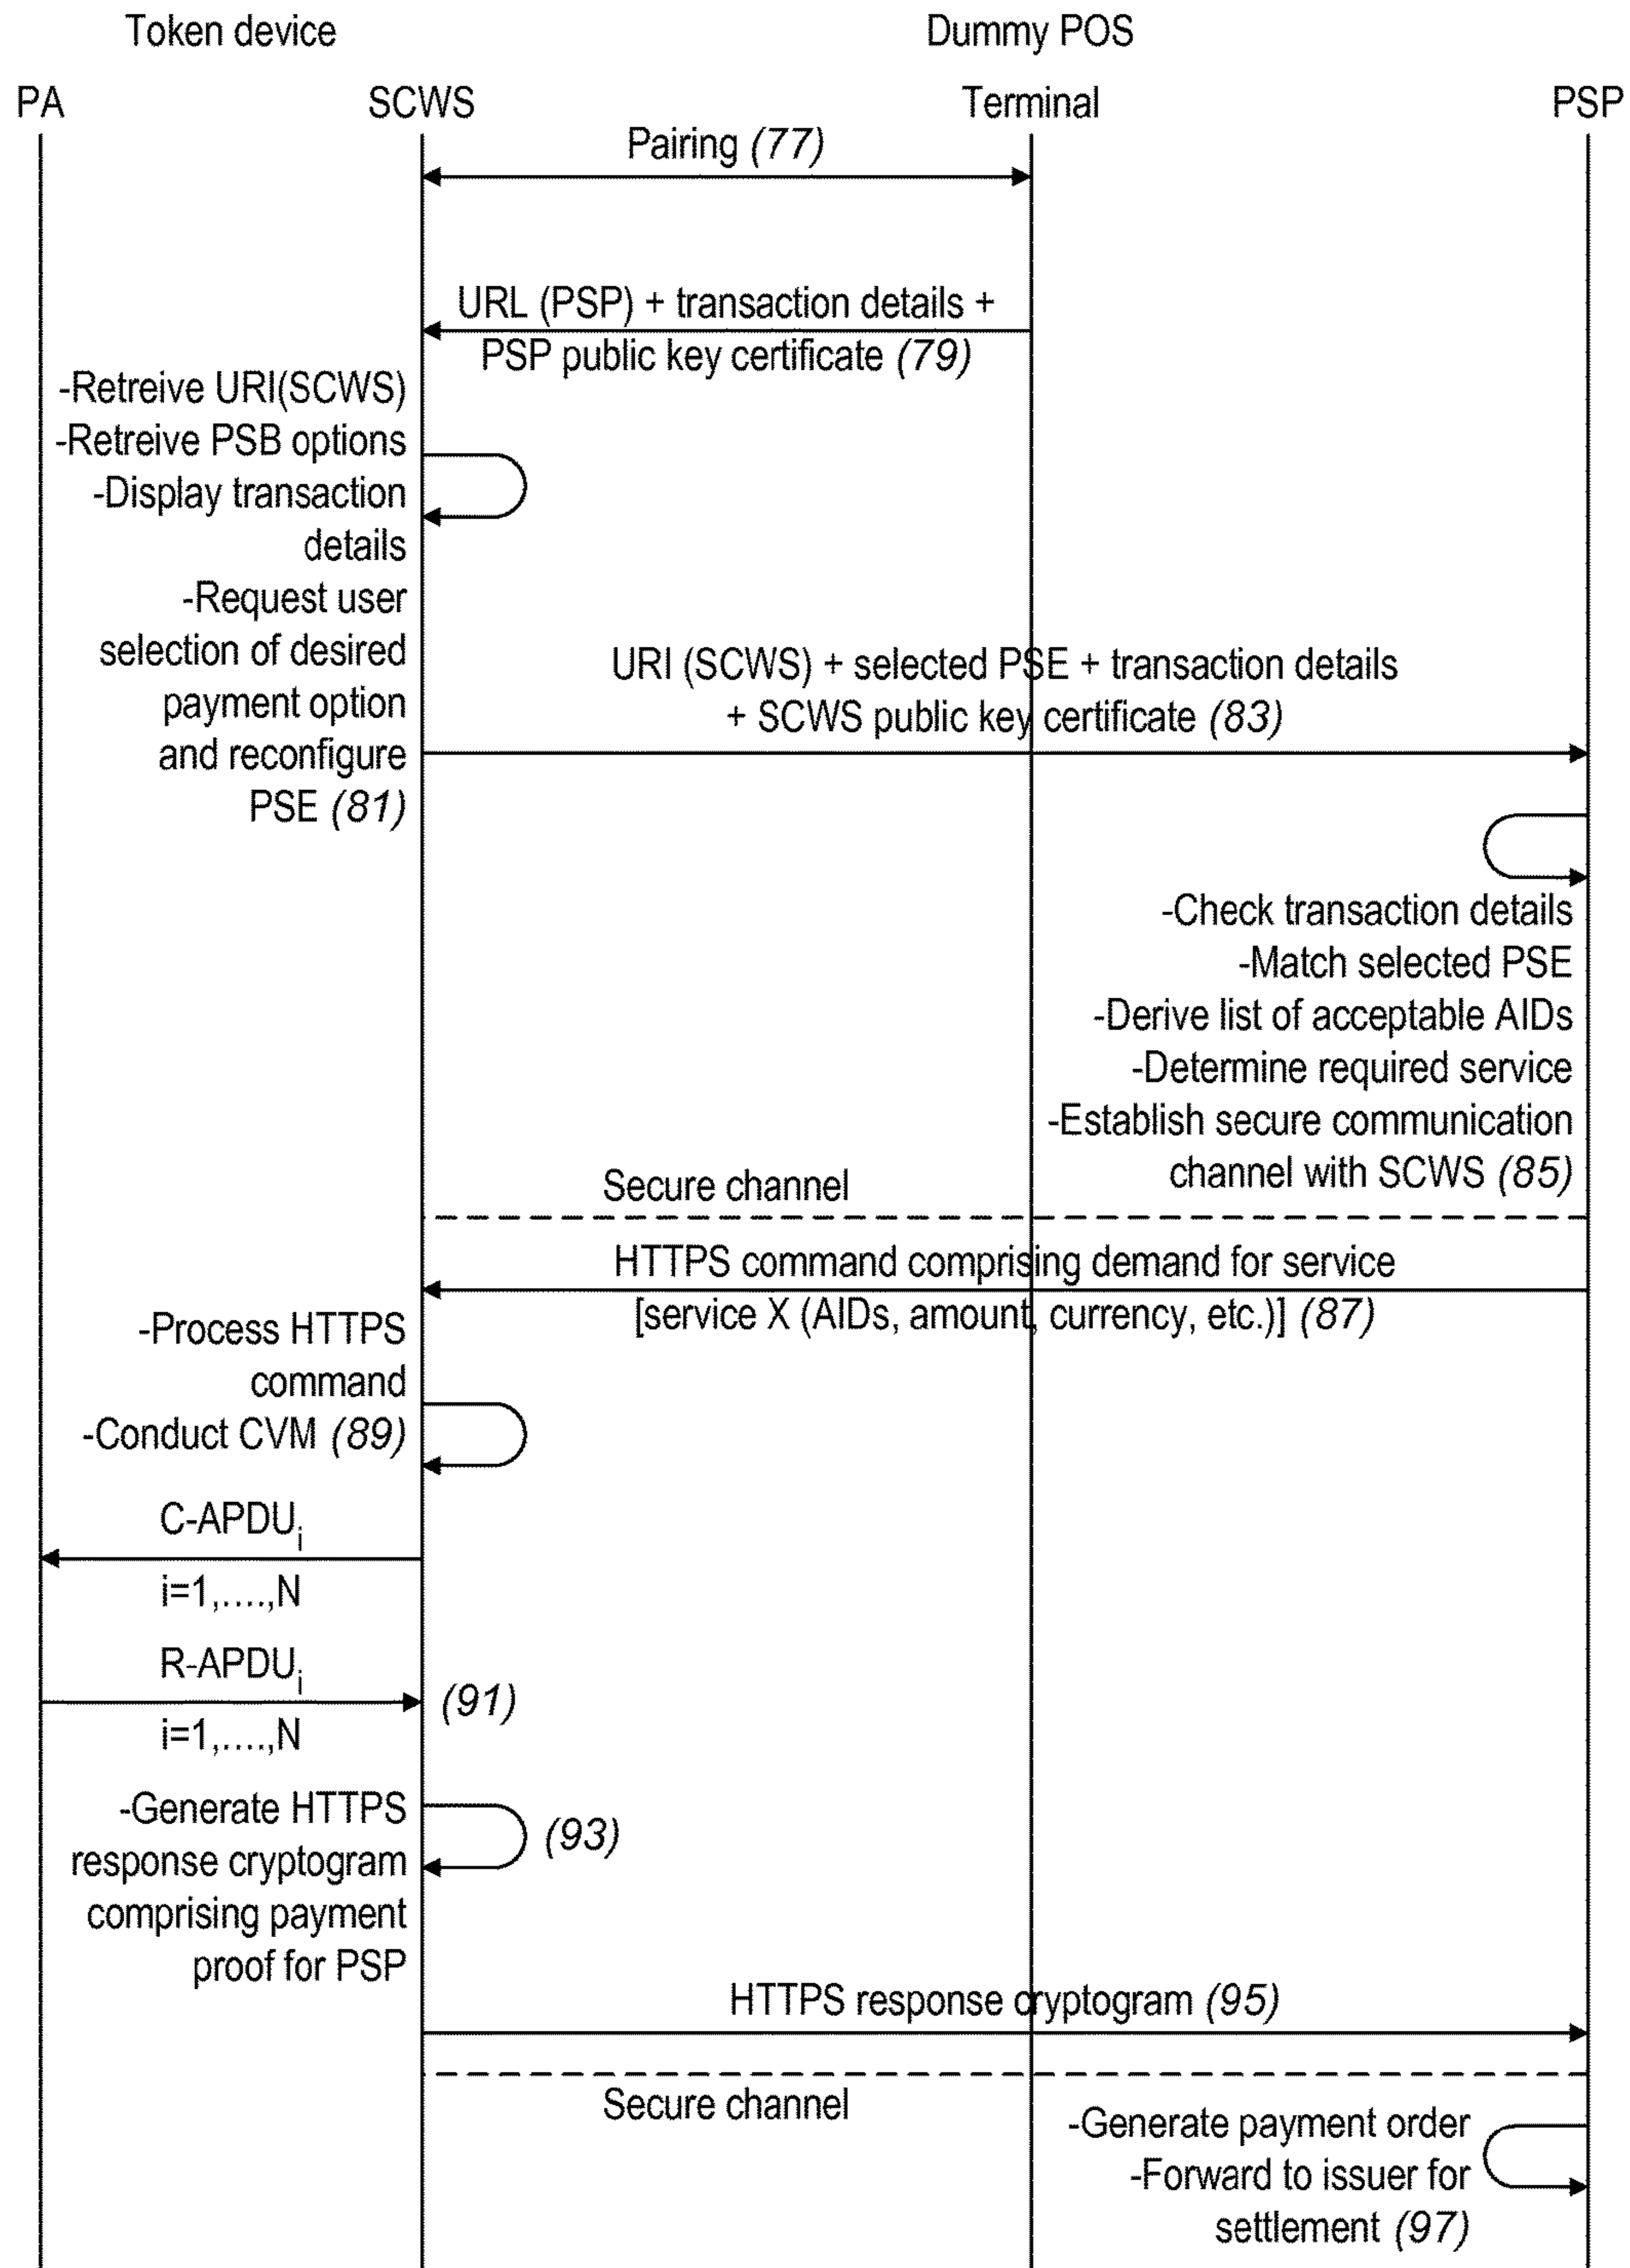 Token device
Dummy POS
PA
SCWS
Terminal
PSP
Pairing (77)
URL (PSP) + transaction details +
PSP public key certificate (79)
-Retreive URI(SCWS)
-Retreive PSB options
-Display transaction
details
-Request user
selection of desired
payment option
and reconfigure
PSE (81)
URI (SCWS) + selected PSE + transaction details
+ SCWS public key certificate (83)
-Check transaction details
-Match selected PSE
-Derive list of acceptable AIDs
-Determine required service
-Establish secure communication
channel with SCWS (85)
Secure channel
HTTPS command comprising demand for service
[service X (AIDs, amount, currency, etc.)] (87)
-Process HTTPS
command
-Conduct CVM (89)
C-APDUi
i=1,....,N
R-APDUi
(91)
i=1,....,N
-Generate HTTPS
response cryptogram
comprising payment
proof for PSP
(93)
HTTPS response cryptogram (95)
Secure channel
-Generate payment order
-Forward to issuer for
settlement (97)